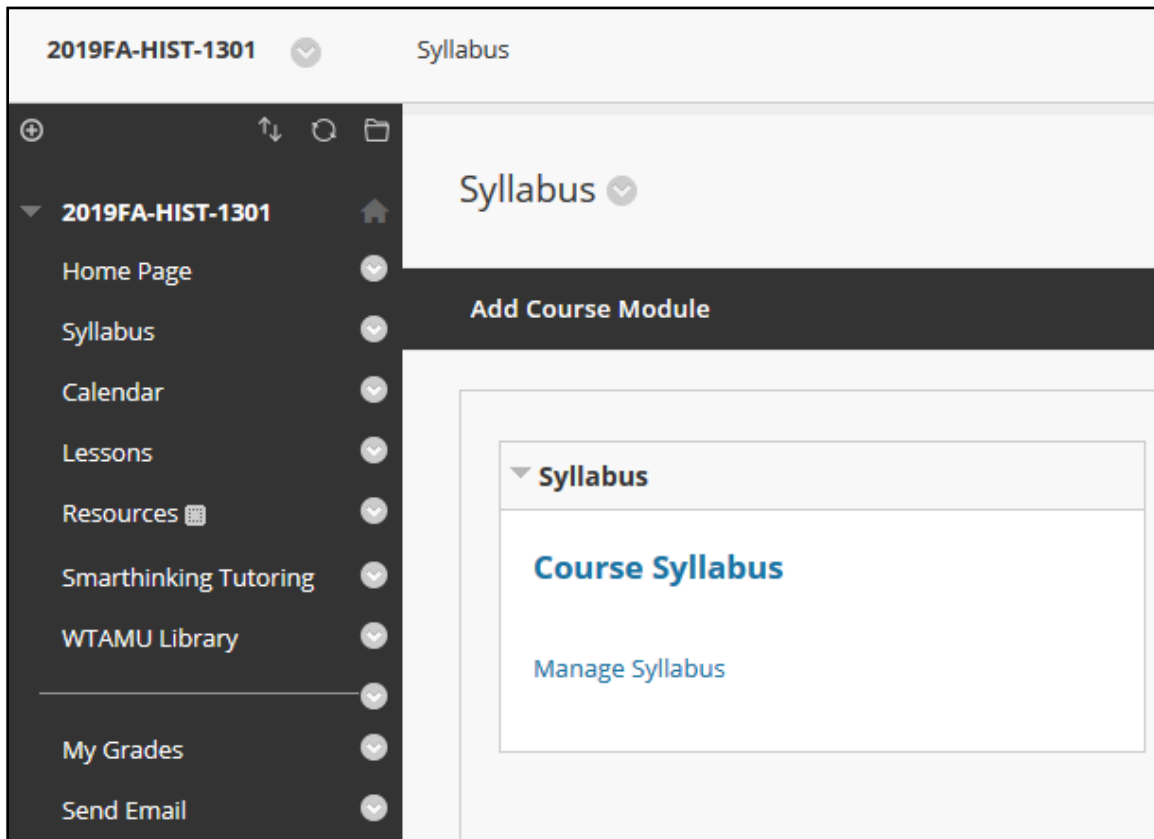 2019FA-HIST-1301
Syllabus
2019FA-HIST-1301
Home Page
Syllabus
Calendar
Lessons
Resources
Smarthinking Tutoring
WTAMU Library
My Grades
Send Email
Syllabus
Add Course Module
Syllabus
Course Syllabus
Manage Syllabus